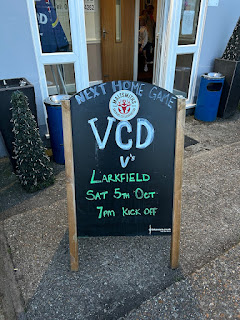 NEXT HOME GAME
VCD
V's
LARKFIELD
SAT 5TH OCT
7PM KICK OFF